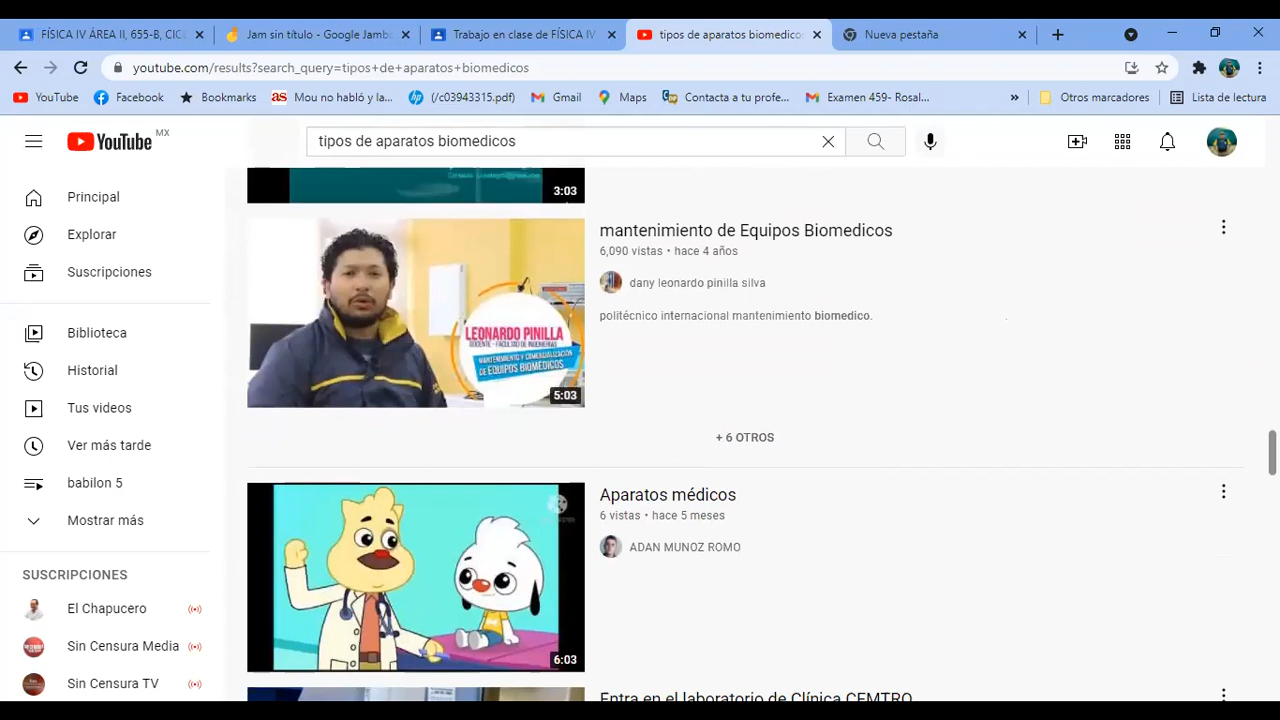 FÍSICA IV ÁREA II, 655-B, CICL
Jam sin título - Google Jamb
Trabajo en clase de FÍSICA IV
tipos de aparatos biomedicos
Nueva pestaña
youtube.com/results?search_query=tipos+de+aparatos+biomedicos
YouTube
Facebook
Bookmarks
as Mou no habló y la...
hp (/c03943315.pdf)
Gmail
Maps
Contacta a tu profe...
Examen 459- Rosal...
»
Otros marcadores
Lista de lectura
YouTube MX
tipos de aparatos biomedicos
Principal
Explorar
Suscripciones
Biblioteca
Historial
Tus videos
Ver más tarde
babilon 5
Mostrar más
SUSCRIPCIONES
El Chapucero
Sin Censura Media
Sin Censura TV
3:03
LEONARDO PINILLA
DOCENTE - FACULTAD DE INGENIERÍAS
MANTENIMIENTO Y COMERCIALIZACIÓN
DE EQUIPOS BIOMÉDICOS
5:03
mantenimiento de Equipos Biomedicos
6,090 vistas • hace 4 años
dany leonardo pinilla silva
politécnico internacional mantenimiento biomedico.
+ 6 OTROS
6:03
Aparatos médicos
6 vistas • hace 5 meses
ADAN MUNOZ ROMO
Entra en el laboratorio de Clínica CEMTRO